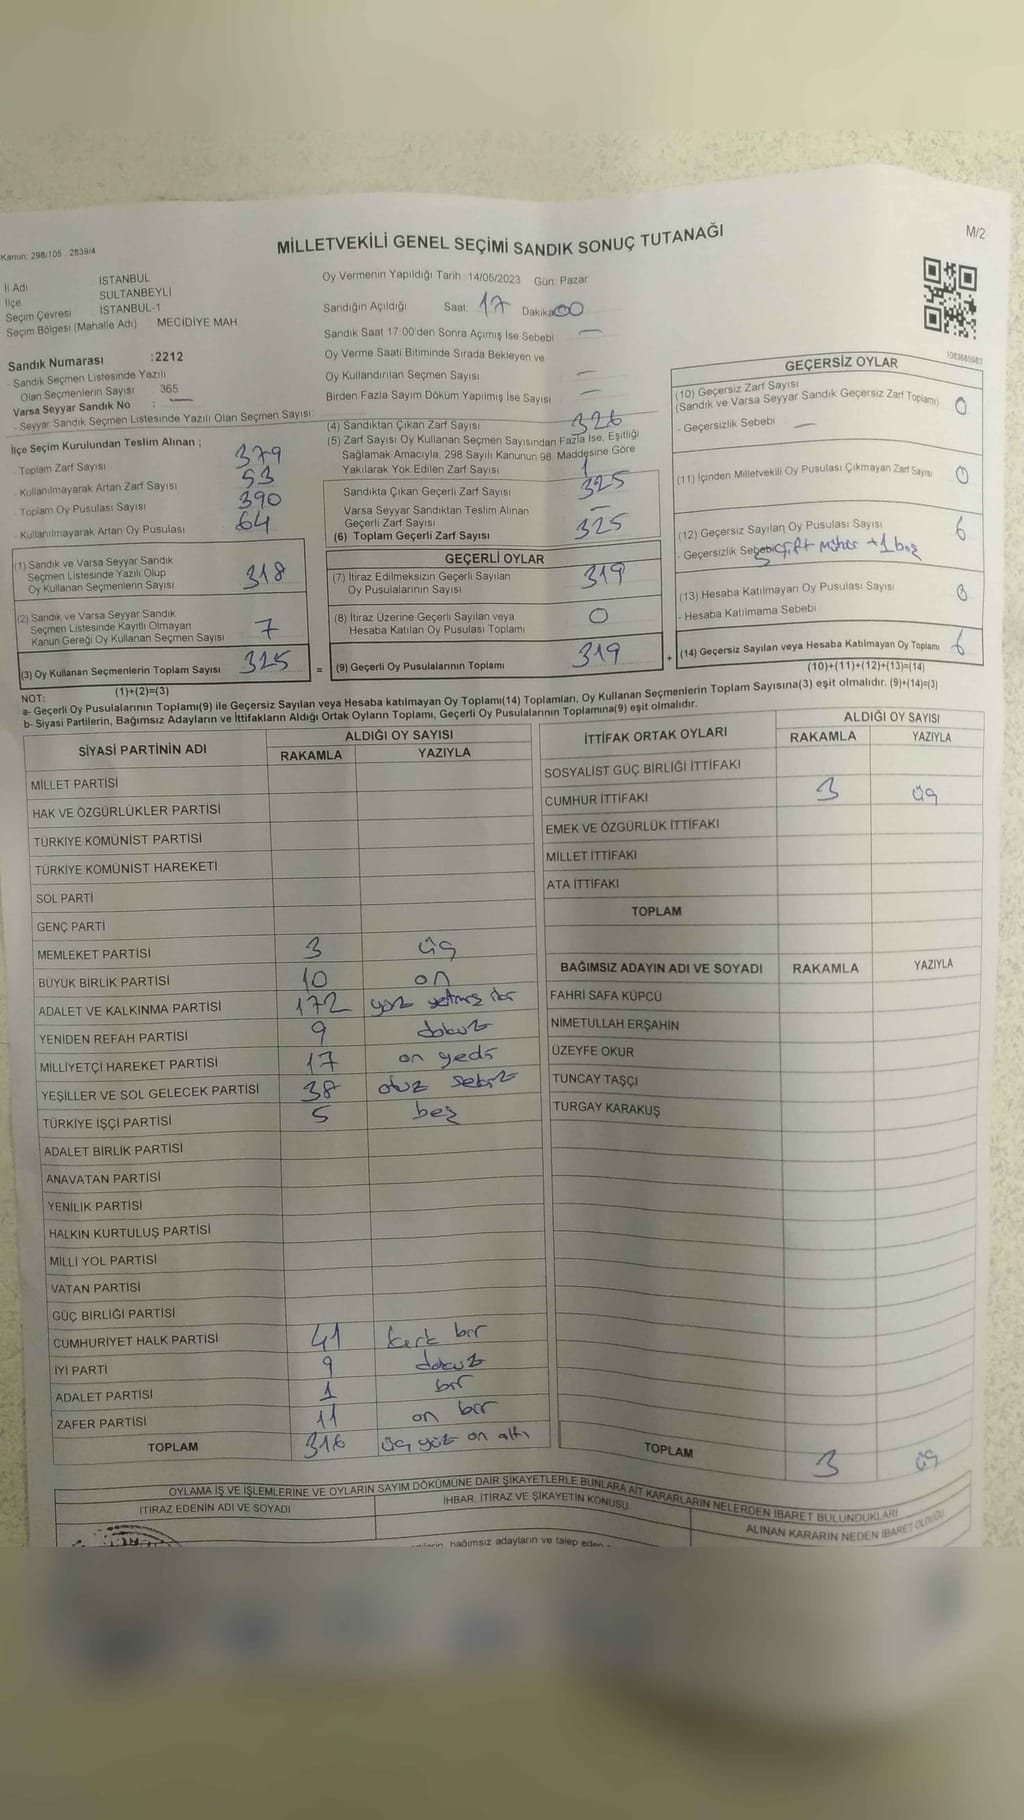 Kanun: 298/105 2839/4
MİLLETVEKİLİ GENEL SEÇİMİ SANDIK SONUÇ TUTANAĞI
M/2
İl Adı İSTANBUL
İlçe SULTANBEYLİ
Seçim Çevresi İSTANBUL-1
Seçim Bölgesi (Mahalle Adı) MECİDİYE MAH
Sandık Numarası :2212
- Sandık Seçmen Listesinde Yazılı
Olan Seçmenlerin Sayısı 365
Varsa Seyyar Sandık No : —
- Seyyar Sandık Seçmen Listesinde Yazılı Olan Seçmen Sayısı:
İlçe Seçim Kurulundan Teslim Alınan ;
- Toplam Zarf Sayısı 379
- Kullanılmayarak Artan Zarf Sayısı 53
- Toplam Oy Pusulası Sayısı 390
- Kullanılmayarak Artan Oy Pusulası 64
(1) Sandık ve Varsa Seyyar Sandık
Seçmen Listesinde Yazılı Olup
Oy Kullanan Seçmenlerin Sayısı 318
(2) Sandık ve Varsa Seyyar Sandık
Seçmen Listesinde Kayıtlı Olmayan
Kanun Gereği Oy Kullanan Seçmen Sayısı 7
(3) Oy Kullanan Seçmenlerin Toplam Sayısı 325
(1)+(2)=(3)
Oy Vermenin Yapıldığı Tarih : 14/05/2023 Gün: Pazar
Sandığın Açıldığı Saat: 17 Dakika: 00
Sandık Saat 17:00'den Sonra Açımış İse Sebebi —
Oy Verme Saati Bitiminde Sırada Bekleyen ve
Oy Kullandırılan Seçmen Sayısı —
Birden Fazla Sayım Döküm Yapılmış İse Sayısı —
(4) Sandıktan Çıkan Zarf Sayısı 326
(5) Zarf Sayısı Oy Kullanan Seçmen Sayısından Fazla İse, Eşitliği
Sağlamak Amacıyla, 298 Sayılı Kanunun 98. Maddesine Göre
Yakılarak Yok Edilen Zarf Sayısı 1
Sandıkta Çıkan Geçerli Zarf Sayısı 325
Varsa Seyyar Sandıktan Teslim Alınan
Geçerli Zarf Sayısı —
(6) Toplam Geçerli Zarf Sayısı 325
GEÇERLİ OYLAR
(7) İtiraz Edilmeksizin Geçerli Sayılan
Oy Pusulalarının Sayısı 319
(8) İtiraz Üzerine Geçerli Sayılan veya
Hesaba Katılan Oy Pusulası Toplamı 0
= (9) Geçerli Oy Pusulalarının Toplamı 319
1083685983
GEÇERSİZ OYLAR
(10) Geçersiz Zarf Sayısı
(Sandık ve Varsa Seyyar Sandık Geçersiz Zarf Toplamı) 0
- Geçersizlik Sebebi —
(11) İçinden Milletvekili Oy Pusulası Çıkmayan Zarf Sayısı 0
(12) Geçersiz Sayılan Oy Pusulası Sayısı 6
- Geçersizlik Sebebi 5 çift mühür +1 boş
(13) Hesaba Katılmayan Oy Pusulası Sayısı 0
- Hesaba Katılmama Sebebi
+ (14) Geçersiz Sayılan veya Hesaba Katılmayan Oy Toplamı 6
(10)+(11)+(12)+(13)=(14)
NOT:
a- Geçerli Oy Pusulalarının Toplamı(9) ile Geçersiz Sayılan veya Hesaba katılmayan Oy Toplamı(14) Toplamları, Oy Kullanan Seçmenlerin Toplam Sayısına(3) eşit olmalıdır. (9)+(14)=(3)
b- Siyasi Partilerin, Bağımsız Adayların ve İttifakların Aldığı Ortak Oyların Toplamı, Geçerli Oy Pusulalarının Toplamına(9) eşit olmalıdır.
SİYASİ PARTİNİN ADI ALDIĞI OY SAYISI
RAKAMLA YAZIYLA
MİLLET PARTİSİ
HAK VE ÖZGÜRLÜKLER PARTİSİ
TÜRKİYE KOMÜNİST PARTİSİ
TÜRKİYE KOMÜNİST HAREKETİ
SOL PARTİ
GENÇ PARTİ
MEMLEKET PARTİSİ 3 üç
BÜYÜK BİRLİK PARTİSİ 10 on
ADALET VE KALKINMA PARTİSİ 172 yüz yetmiş iki
YENİDEN REFAH PARTİSİ 9 dokuz
MİLLİYETÇİ HAREKET PARTİSİ 17 on yedi
YEŞİLLER VE SOL GELECEK PARTİSİ 38 otuz sekiz
TÜRKİYE İŞÇİ PARTİSİ 5 beş
ADALET BİRLİK PARTİSİ
ANAVATAN PARTİSİ
YENİLİK PARTİSİ
HALKIN KURTULUŞ PARTİSİ
MİLLİ YOL PARTİSİ
VATAN PARTİSİ
GÜÇ BİRLİĞİ PARTİSİ
CUMHURİYET HALK PARTİSİ 41 kırk bir
İYİ PARTİ 9 dokuz
ADALET PARTİSİ 1 bir
ZAFER PARTİSİ 11 on bir
TOPLAM 316 üç yüz on altı
İTTİFAK ORTAK OYLARI ALDIĞI OY SAYISI
RAKAMLA YAZIYLA
SOSYALİST GÜÇ BİRLİĞİ İTTİFAKI
CUMHUR İTTİFAKI 3 üç
EMEK VE ÖZGÜRLÜK İTTİFAKI
MİLLET İTTİFAKI
ATA İTTİFAKI
TOPLAM
BAĞIMSIZ ADAYIN ADI VE SOYADI RAKAMLA YAZIYLA
FAHRİ SAFA KÜPCÜ
NİMETULLAH ERŞAHİN
ÜZEYFE OKUR
TUNCAY TAŞÇI
TURGAY KARAKUŞ
TOPLAM 3 üç
OYLAMA İŞ VE İŞLEMLERİNE VE OYLARIN SAYIM DÖKÜMÜNE DAİR ŞİKAYETLERLE BUNLARA AİT KARARLARIN NELERDEN İBARET BULUNDUKLARI
İTİRAZ EDENİN ADI VE SOYADI İHBAR, İTİRAZ VE ŞİKAYETİN KONUSU ALINAN KARARIN NEDEN İBARET OLDUĞU
bağımsız adayların ve talep eden